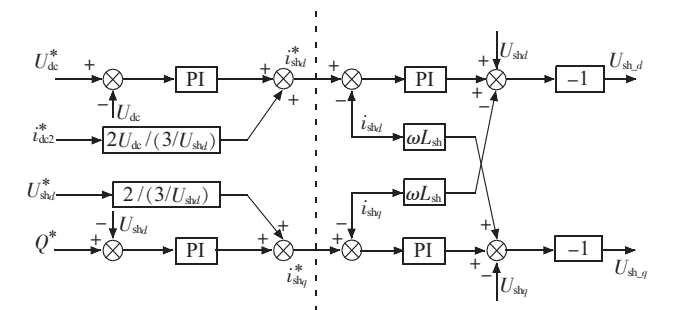 U*dc + PI + i*shd + PI + Ushd + −1 Ush_d
− Udc + − + −
i*dc2 2Udc/(3/Ushd) ishd ωLsh
U*shd 2/(3/Ushd) ishq ωLsh
− Ushd + − +
Q* + PI + i*shq + PI + −1 Ush_q
− Ushq